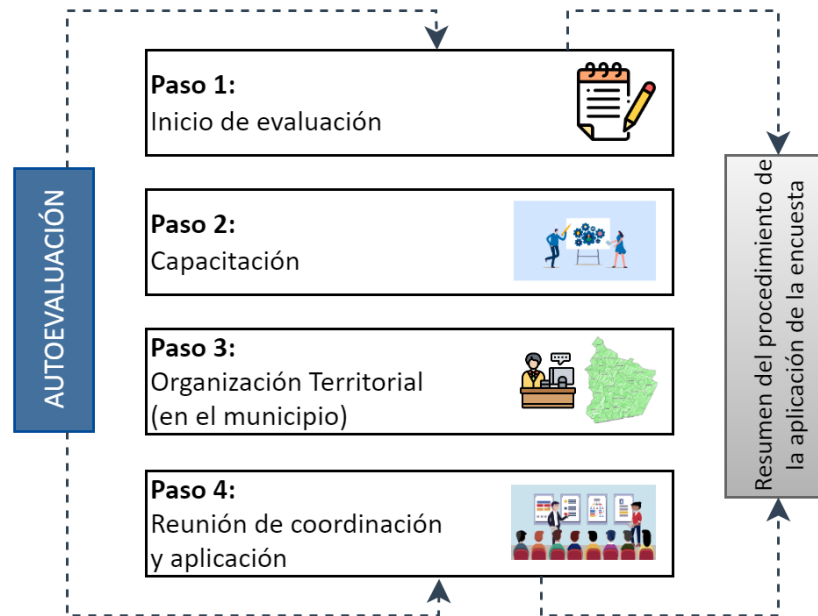 AUTOEVALUACIÓN
Paso 1:
Inicio de evaluación
Paso 2:
Capacitación
Paso 3:
Organización Territorial
(en el municipio)
Paso 4:
Reunión de coordinación
y aplicación
Resumen del procedimiento de
la aplicación de la encuesta